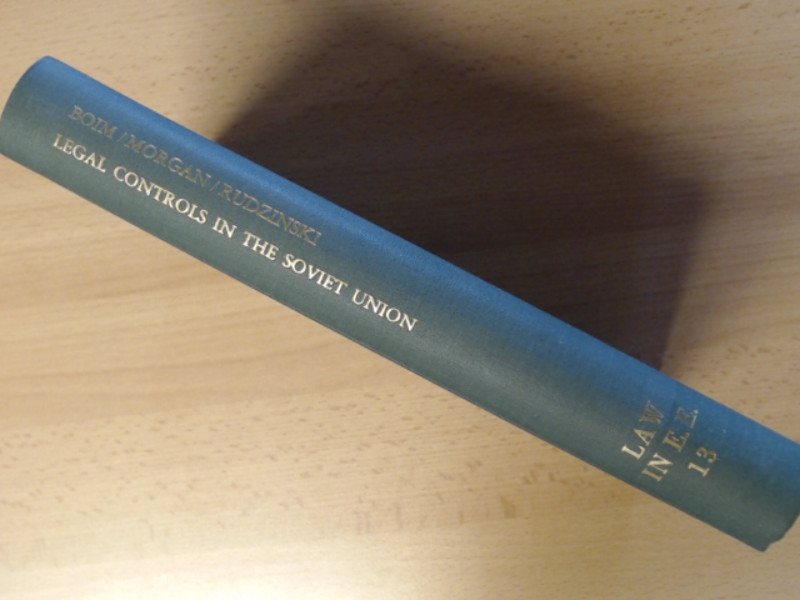 BOIM / MORGAN / RUDZINSKI
LEGAL CONTROLS IN THE SOVIET UNION
LAW
IN E.E.
13